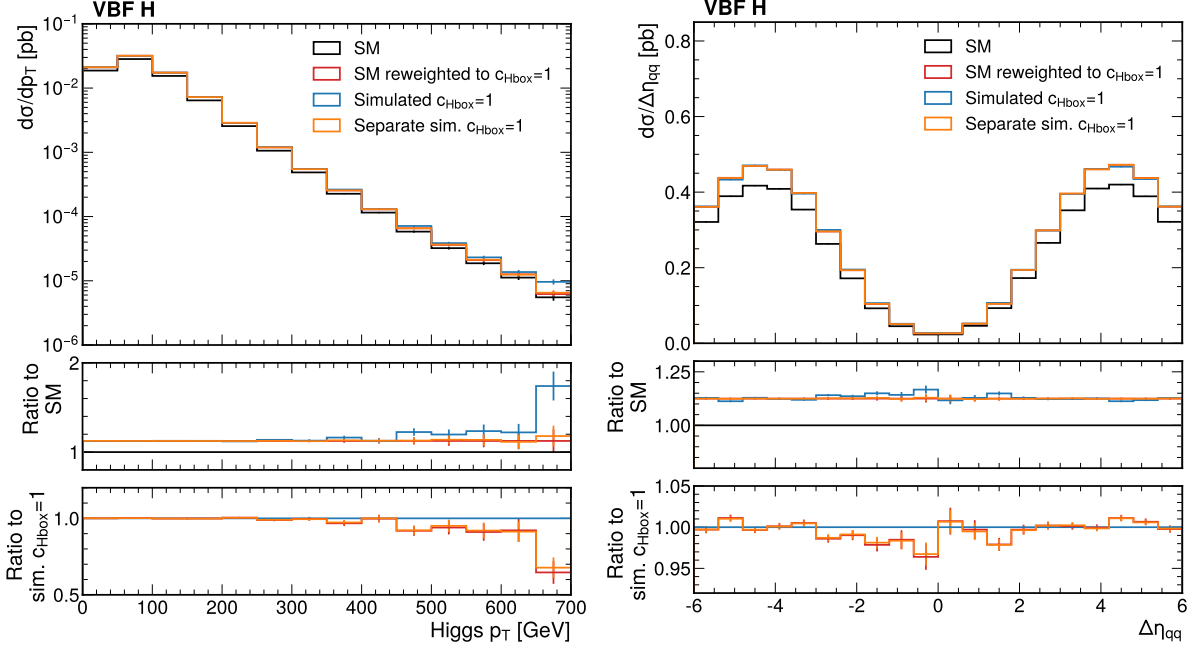 VBF H
dσ/dp_T [pb]
10⁻¹
10⁻²
10⁻³
10⁻⁴
10⁻⁵
10⁻⁶
SM
SM reweighted to c_Hbox=1
Simulated c_Hbox=1
Separate sim. c_Hbox=1
Ratio to
SM
2
1
Ratio to
sim. c_Hbox=1
1.0
0.5
0 100 200 300 400 500 600 700
Higgs p_T [GeV]
VBF H
dσ/Δη_qq [pb]
0.8
0.6
0.4
0.2
0.0
SM
SM reweighted to c_Hbox=1
Simulated c_Hbox=1
Separate sim. c_Hbox=1
Ratio to
SM
1.25
1.00
Ratio to
sim. c_Hbox=1
1.05
1.00
0.95
-6 -4 -2 0 2 4 6
Δη_qq